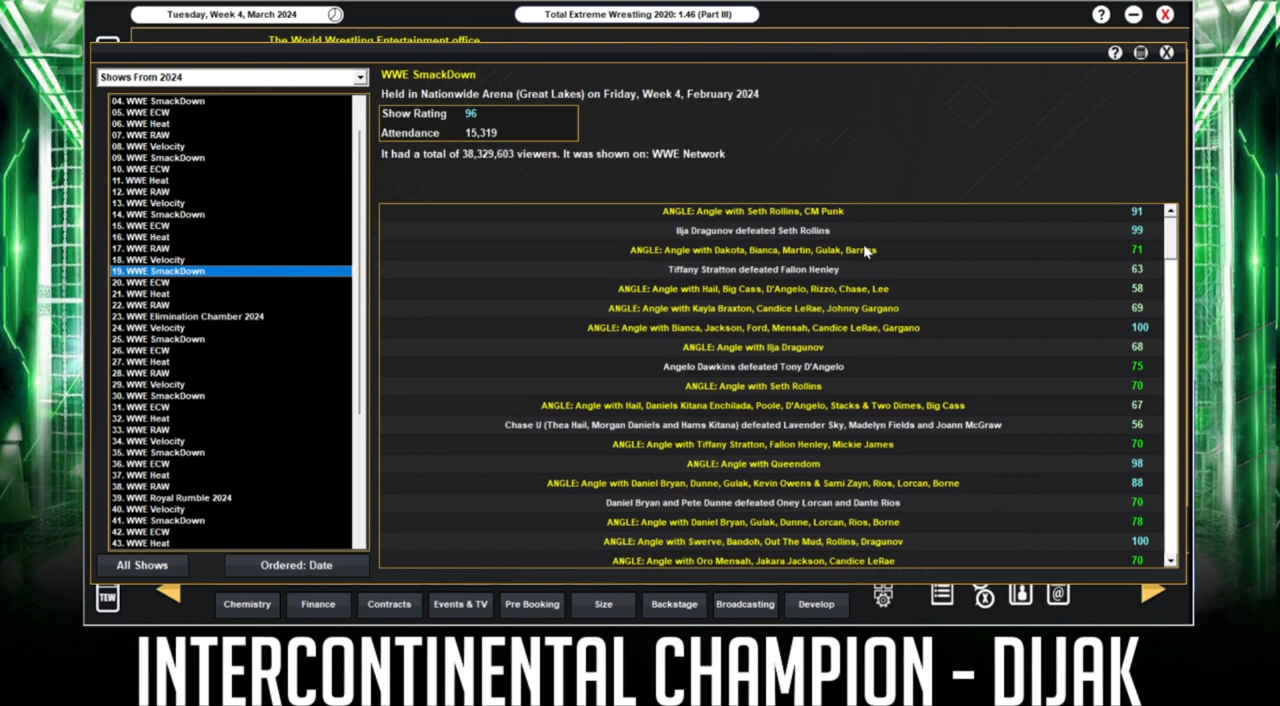 Tuesday, Week 4, March 2024
Total Extreme Wrestling 2020: 1.46 (Part III)
?
X
The World Wrestling Entertainment office
?
X
Shows From 2024
04. WWE SmackDown
05. WWE ECW
06. WWE Heat
07. WWE RAW
08. WWE Velocity
09. WWE SmackDown
10. WWE ECW
11. WWE Heat
12. WWE RAW
13. WWE Velocity
14. WWE SmackDown
15. WWE ECW
16. WWE Heat
17. WWE RAW
18. WWE Velocity
19. WWE SmackDown
20. WWE ECW
21. WWE Heat
22. WWE RAW
23. WWE Elimination Chamber 2024
24. WWE Velocity
25. WWE SmackDown
26. WWE ECW
27. WWE Heat
28. WWE RAW
29. WWE Velocity
30. WWE SmackDown
31. WWE ECW
32. WWE Heat
33. WWE RAW
34. WWE Velocity
35. WWE SmackDown
36. WWE ECW
37. WWE Heat
38. WWE RAW
39. WWE Royal Rumble 2024
40. WWE Velocity
41. WWE SmackDown
42. WWE ECW
43. WWE Heat
All Shows
Ordered: Date
WWE SmackDown
Held in Nationwide Arena (Great Lakes) on Friday, Week 4, February 2024
Show Rating 96
Attendance 15,319
It had a total of 38,329,603 viewers. It was shown on: WWE Network
ANGLE: Angle with Seth Rollins, CM Punk 91
Ilja Dragunov defeated Seth Rollins 99
ANGLE: Angle with Dakota, Bianca, Martin, Gulak, 71
Tiffany Stratton defeated Fallon Henley 63
ANGLE: Angle with Hail, Big Cass, D'Angelo, Rizzo, Chase, Lee 58
ANGLE: Angle with Kayla Braxton, Candice LeRae, Johnny Gargano 69
ANGLE: Angle with Bianca, Jackson, Ford, Mensah, Candice LeRae, Gargano 100
ANGLE: Angle with Ilja Dragunov 68
Angelo Dawkins defeated Tony D'Angelo 75
ANGLE: Angle with Seth Rollins 70
ANGLE: Angle with Hail, Daniels Kitana Enchilada, Poole, D'Angelo, Stacks & Two Dimes, Big Cass 67
Chase U (Thea Hail, Morgan Daniels and Hams Kitana) defeated Lavender Sky, Madelyn Fields and Joann McGraw 56
ANGLE: Angle with Tiffany Stratton, Fallon Henley, Mickie James 70
ANGLE: Angle with Queendom 98
ANGLE: Angle with Daniel Bryan, Dunne, Gulak, Kevin Owens & Sami Zayn, Rios, Lorcan, Borne 88
Daniel Bryan and Pete Dunne defeated Oney Lorcan and Dante Rios 70
ANGLE: Angle with Daniel Bryan, Gulak, Dunne, Lorcan, Rios, Borne 78
ANGLE: Angle with Swerve, Bandoh, Out The Mud, Rollins, Dragunov 100
ANGLE: Angle with Oro Mensah, Jakara Jackson, Candice LeRae 70
TEW
Chemistry
Finance
Contracts
Events & TV
Pre Booking
Size
Backstage
Broadcasting
Develop
@
INTERCONTINENTAL CHAMPION - DIJAK